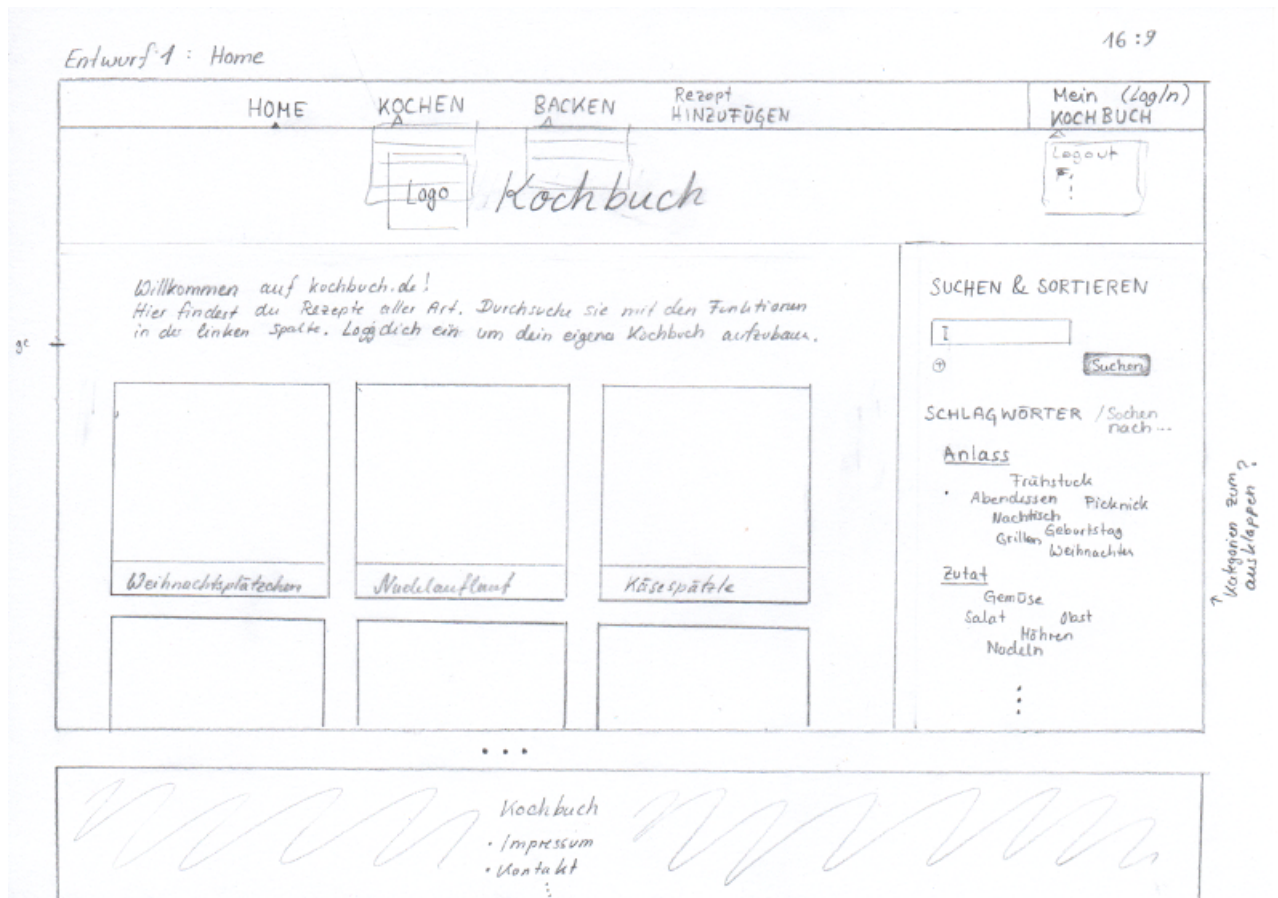 16:9
Entwurf 1: Home
HOME
KOCHEN
BACKEN
Rezept
HINZUFÜGEN
Mein (LogIn)
KOCHBUCH
Logout
Logo
Kochbuch
Willkommen auf kochbuch.de!
Hier findest du Rezepte aller Art. Durchsuche sie mit den Funktionen
in der linken Spalte. Logg dich ein um dein eigenes Kochbuch aufzubauen.
Weihnachtsplätzchen
Nudelauflauf
Käsespätzle
SUCHEN & SORTIEREN
Suchen
SCHLAGWÖRTER / Suchen
nach...
Anlass
Frühstück
Abendessen Picknick
Nachtisch
Geburtstag
Grillen
Weihnachten
Zutat
Gemüse
Salat Obst
Möhren
Nudeln
Kategorien zum
ausklappen?
...
Kochbuch
• Impressum
• Kontakt